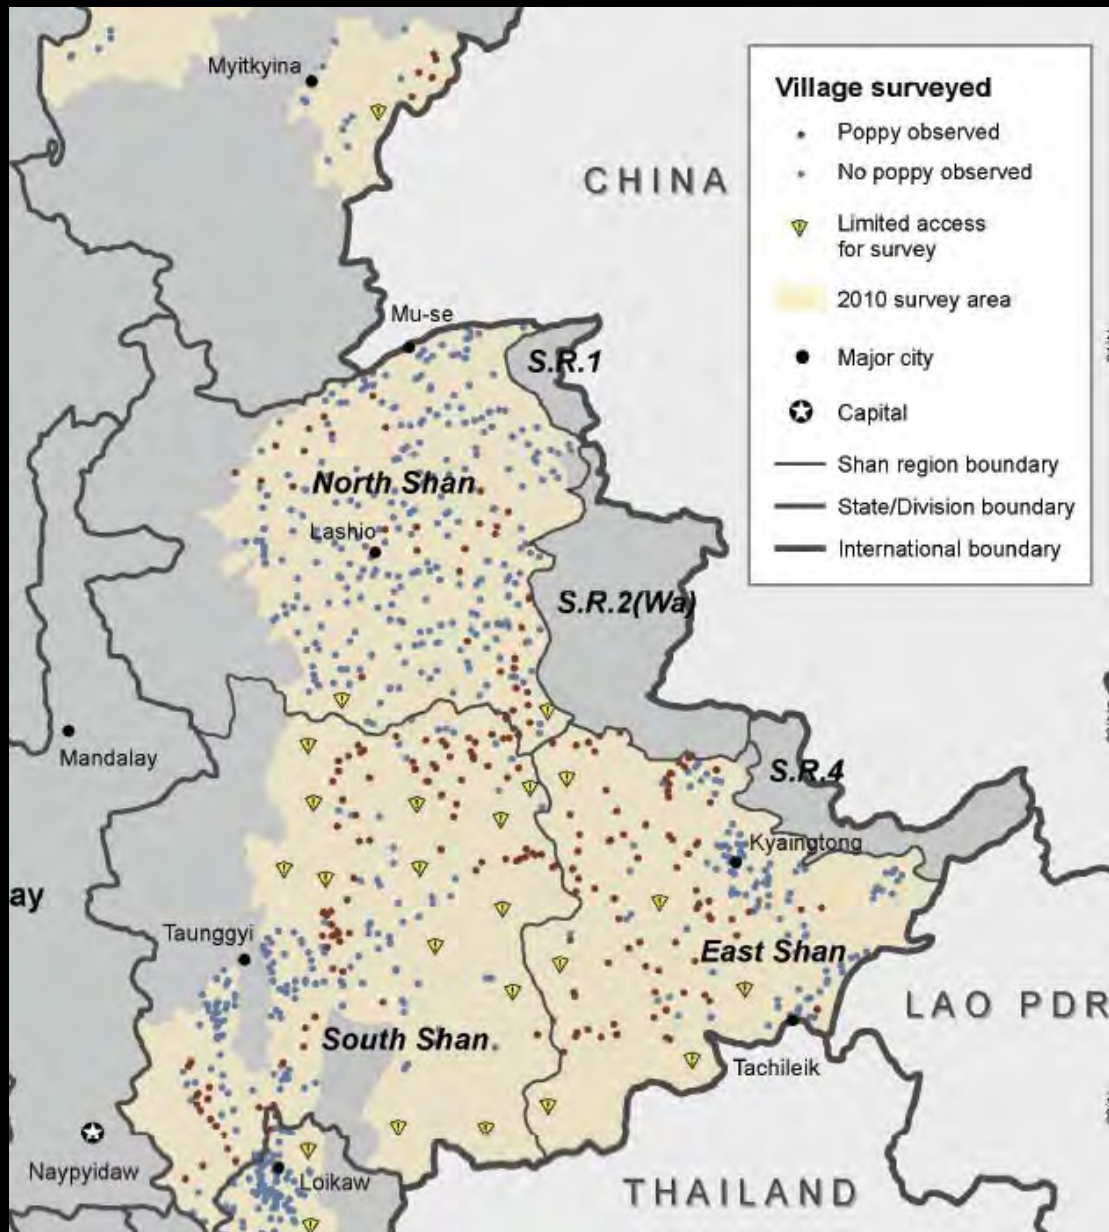 Myitkyina
CHINA
Mu-se
S.R.1
North Shan
Lashio
S.R.2(Wa)
Mandalay
S.R.4
Kyaingtong
ay
Taunggyi
East Shan
LAO PDR
South Shan
Tachileik
Naypyidaw
Loikaw
THAILAND
Village surveyed
Poppy observed
No poppy observed
Limited access
for survey
2010 survey area
Major city
Capital
Shan region boundary
State/Division boundary
International boundary